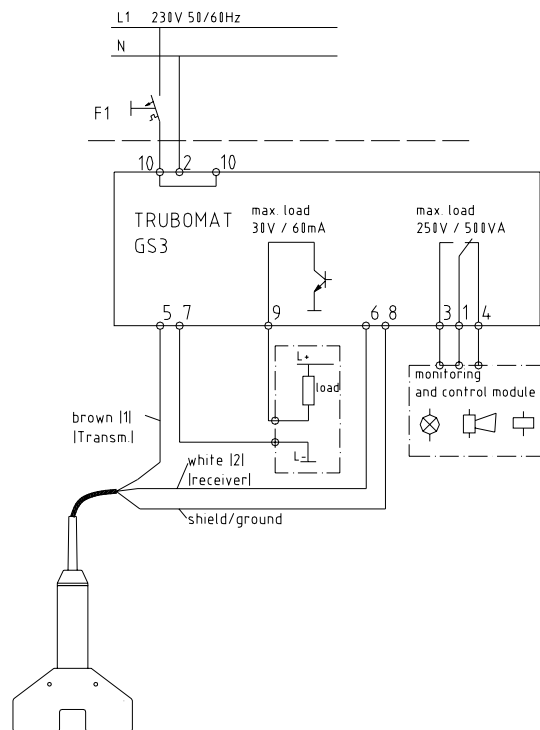 L1 230V 50/60Hz
N
F1
10 2 10
TRUBOMAT
GS3
max. load
30V / 60mA
max. load
250V / 500VA
5 7 9 6 8 3 1 4
L+
load
L-
monitoring
and control module
brown |1|
|Transm.|
white |2|
|receiver|
shield/ground